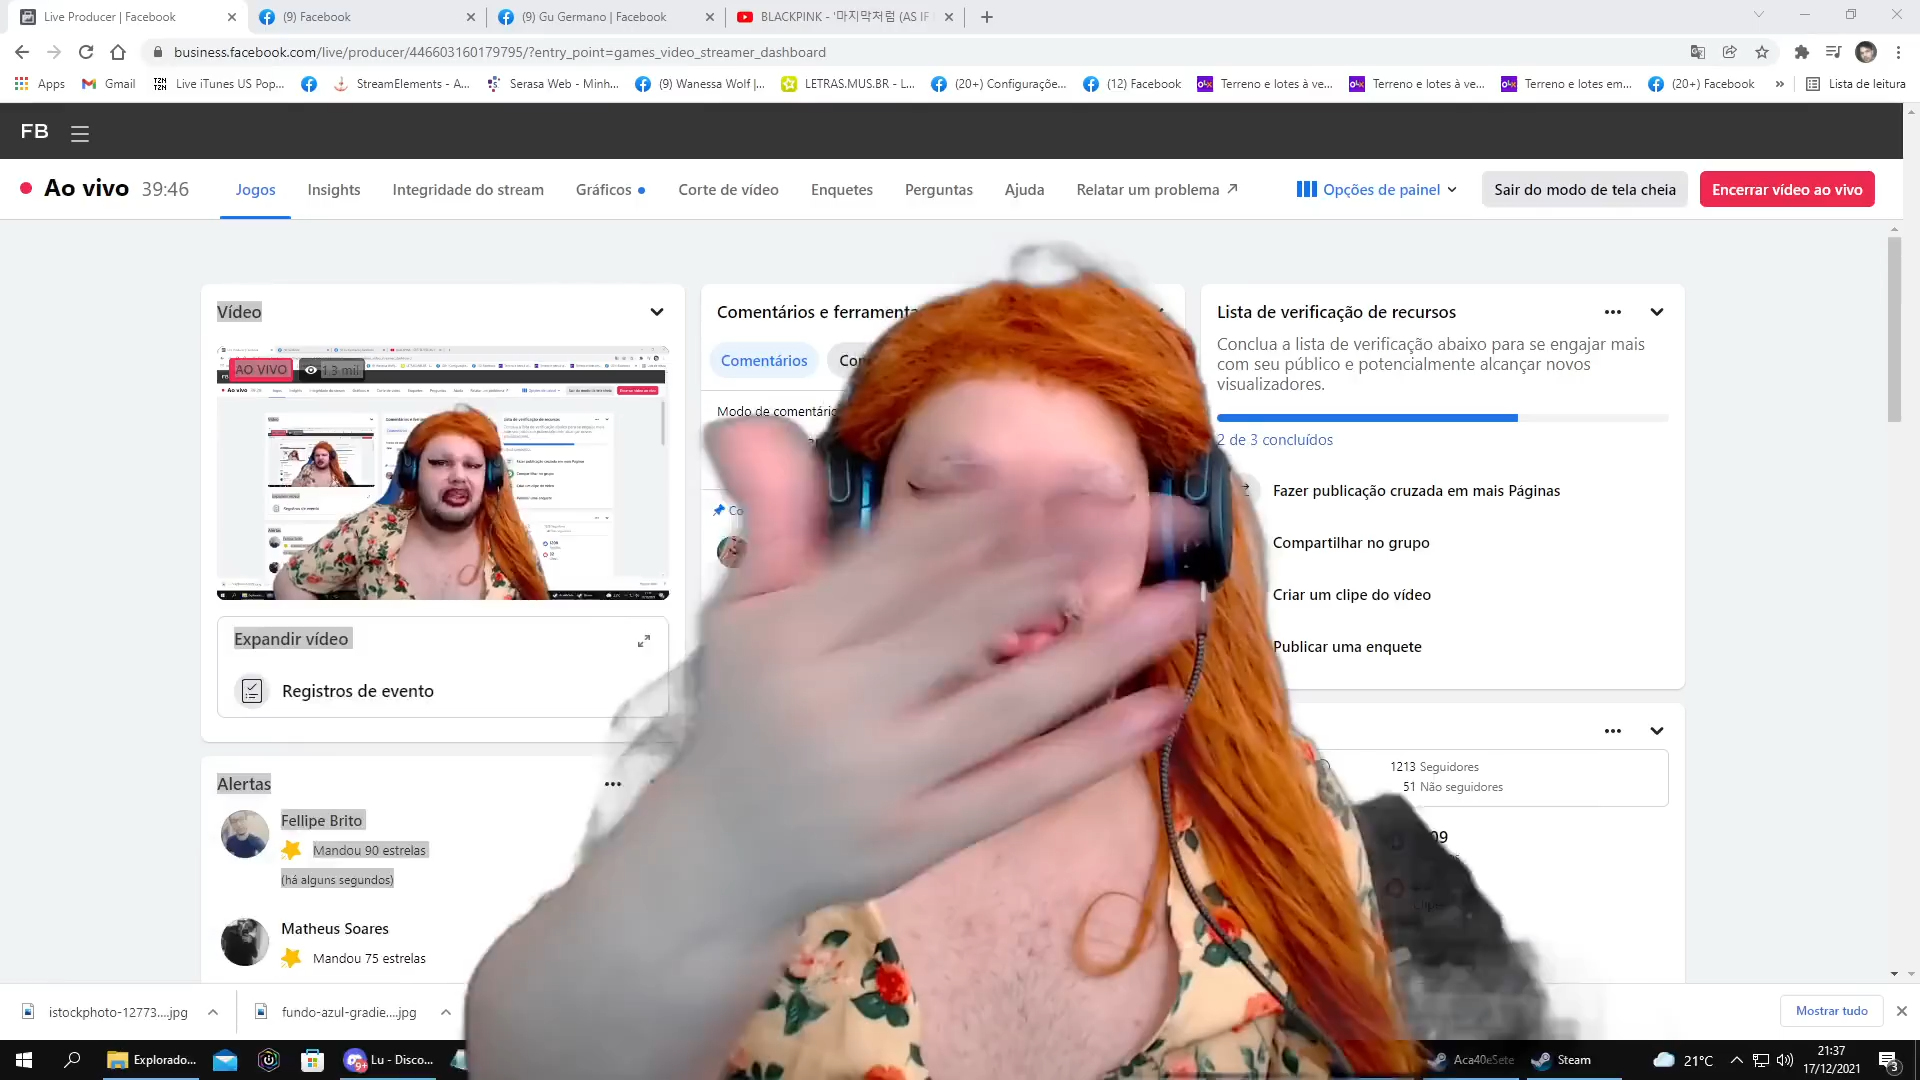 Live Producer | Facebook
(9) Facebook
(9) Gu Germano | Facebook
BLACKPINK - '마지막처럼 (AS IF
business.facebook.com/live/producer/446603160179795/?entry_point=games_video_streamer_dashboard
Apps
Gmail
Live iTunes US Pop...
StreamElements - A...
Serasa Web - Minh...
(9) Wanessa Wolf |...
LETRAS.MUS.BR - L...
(20+) Configuraçõe...
(12) Facebook
Terreno e lotes à ve...
Terreno e lotes à ve...
Terreno e lotes em...
(20+) Facebook
»
Lista de leitura
FB
Ao vivo 39:46
Jogos
Insights
Integridade do stream
Gráficos
Corte de vídeo
Enquetes
Perguntas
Ajuda
Relatar um problema
Opções de painel
Sair do modo de tela cheia
Encerrar vídeo ao vivo
Vídeo
AO VIVO
1,3 mil
Expandir vídeo
Registros de evento
Alertas
Fellipe Brito
Mandou 90 estrelas
(há alguns segundos)
Matheus Soares
Mandou 75 estrelas
Comentários e ferramenta
Comentários
Con
Modo de comentário
Co
Lista de verificação de recursos
Conclua a lista de verificação abaixo para se engajar mais
com seu público e potencialmente alcançar novos
visualizadores.
2 de 3 concluídos
Fazer publicação cruzada em mais Páginas
Compartilhar no grupo
Criar um clipe do vídeo
Publicar uma enquete
1213 Seguidores
51 Não seguidores
09
istockphoto-12773....jpg
fundo-azul-gradie....jpg
Mostrar tudo
Explorado...
Lu - Disco...
Aca40eSete
Steam
21°C
21:37
17/12/2021
3